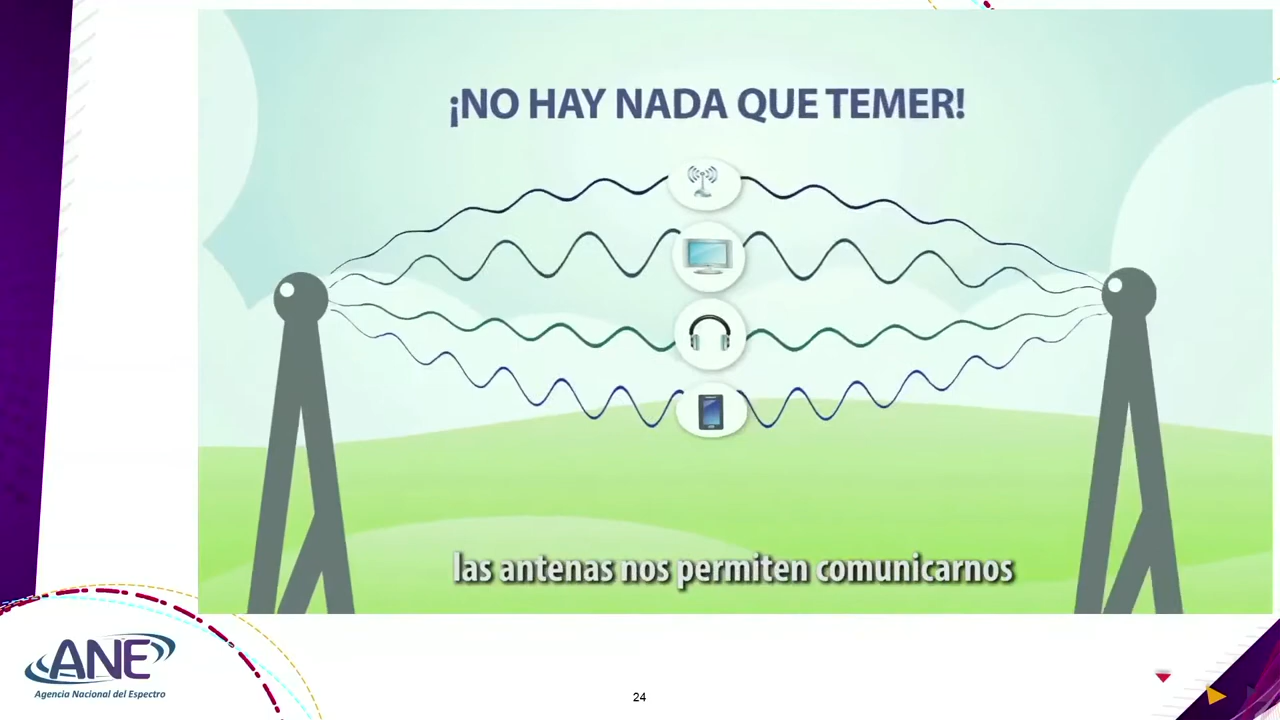 ¡NO HAY NADA QUE TEMER!
las antenas nos permiten comunicarnos
ANE
Agencia Nacional del Espectro
24